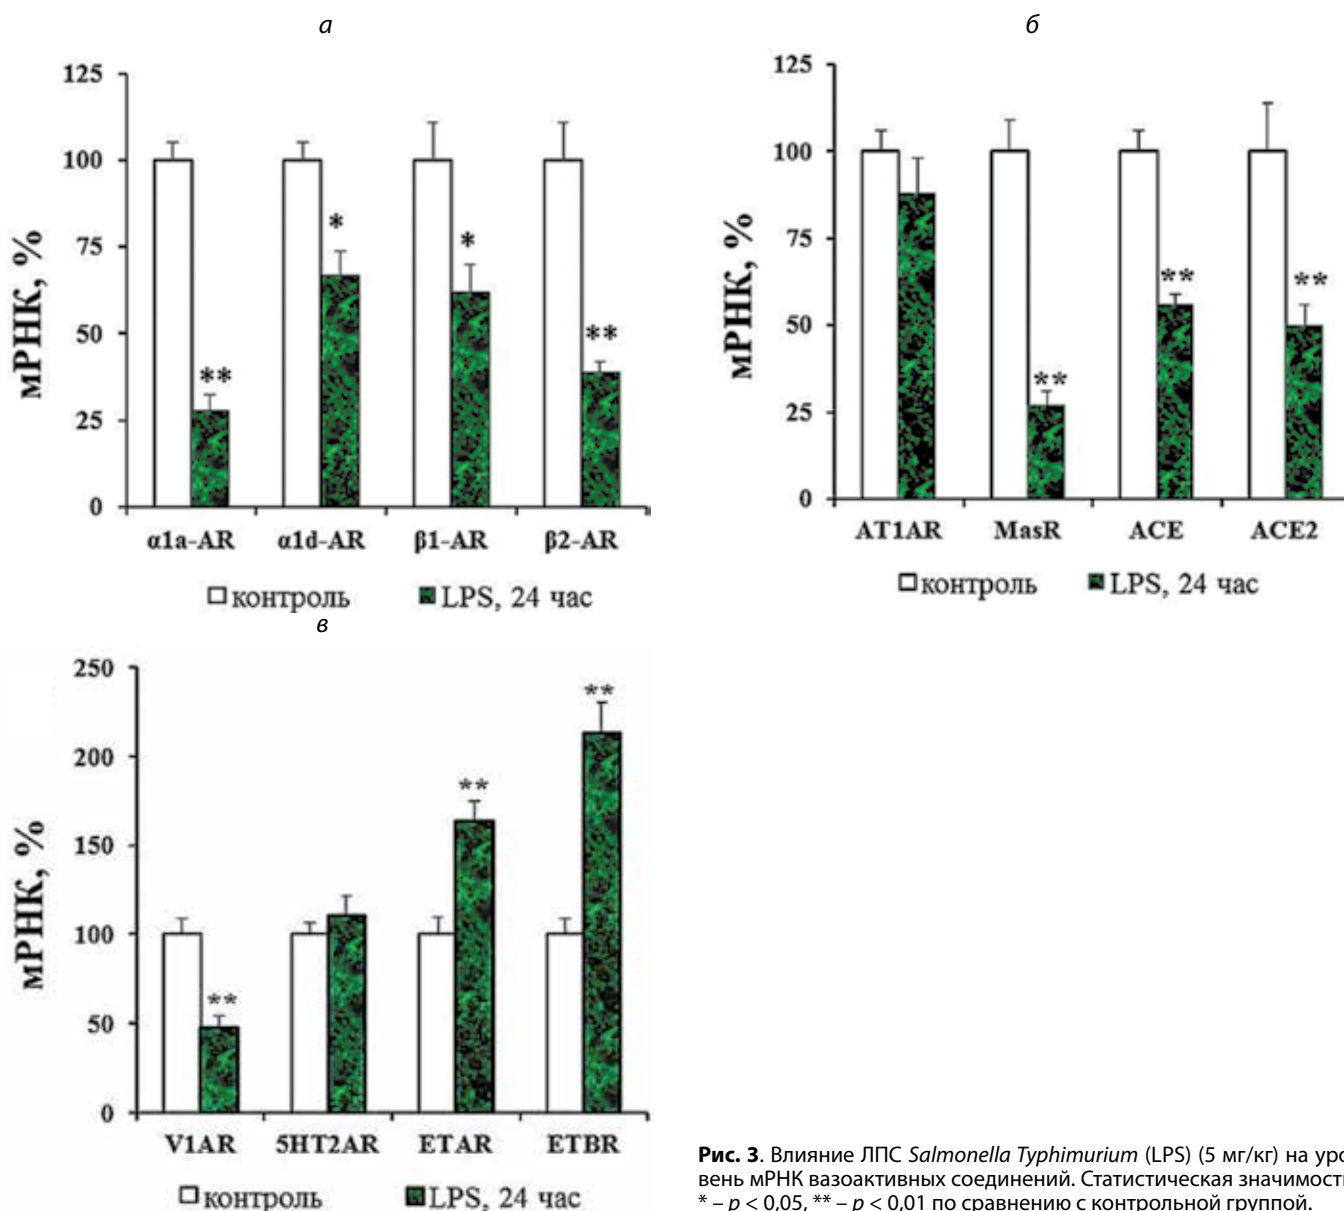 а
125
100
75
50
25
0
мРНК, %
**
*
*
**
α1a-AR α1d-AR β1-AR β2-AR
контроль LPS, 24 час
б
125
100
75
50
25
0
мРНК, %
**
**
**
AT1AR MasR ACE ACE2
контроль LPS, 24 час
в
250
200
150
100
50
0
мРНК, %
**
**
**
V1AR 5HT2AR ETAR ETBR
контроль LPS, 24 час
Рис. 3. Влияние ЛПС Salmonella Typhimurium (LPS) (5 мг/кг) на уро
вень мРНК вазоактивных соединений. Статистическая значимост
* – p < 0,05, ** – p < 0,01 по сравнению с контрольной группой.